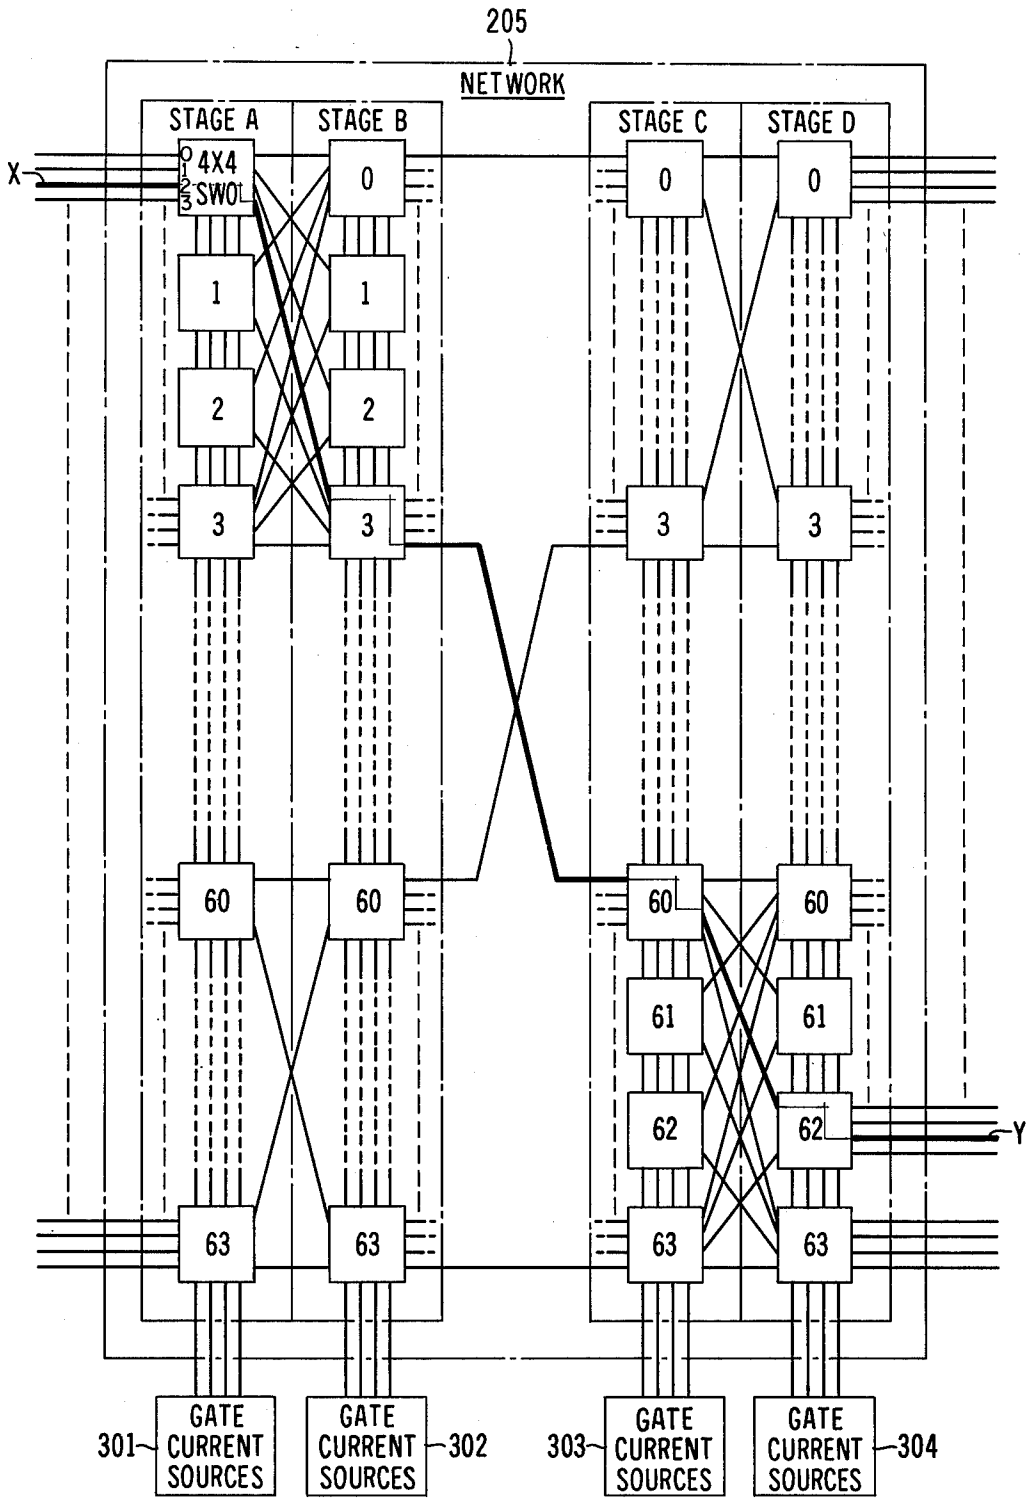 205
NETWORK
STAGE A
STAGE B
STAGE C
STAGE D
X
0
1
2
3
4X4
SW0
0
0
0
1
1
2
2
3
3
3
3
60
60
60
60
61
61
62
62
Y
63
63
63
63
301
GATE
CURRENT
SOURCES
GATE
CURRENT
SOURCES
302
303
GATE
CURRENT
SOURCES
GATE
CURRENT
SOURCES
304